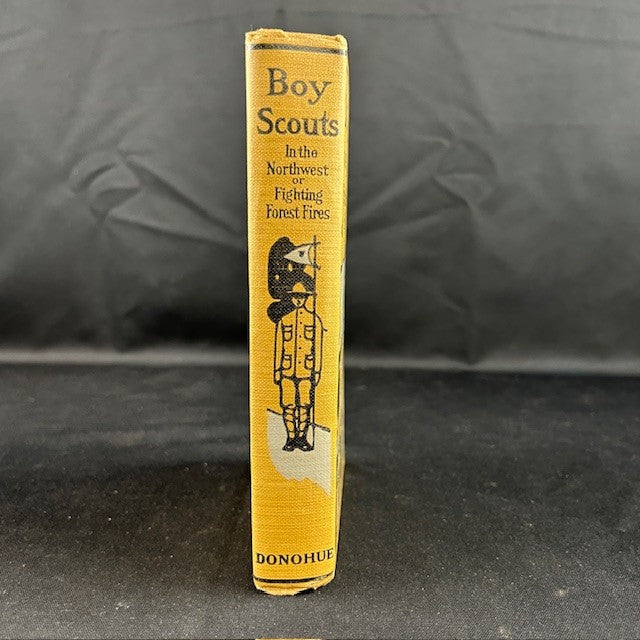 Boy
Scouts
In the
Northwest
or
Fighting
Forest Fires
DONOHUE